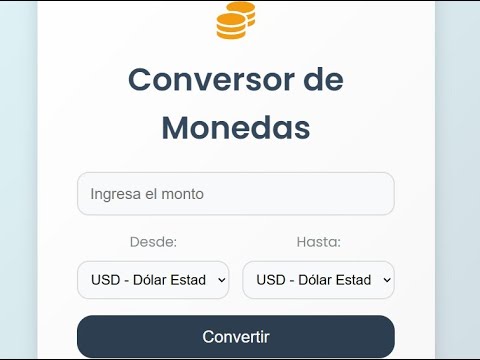 Conversor de
Monedas
Ingresa el monto
Desde: Hasta:
USD - Dólar Estad USD - Dólar Estad
Convertir